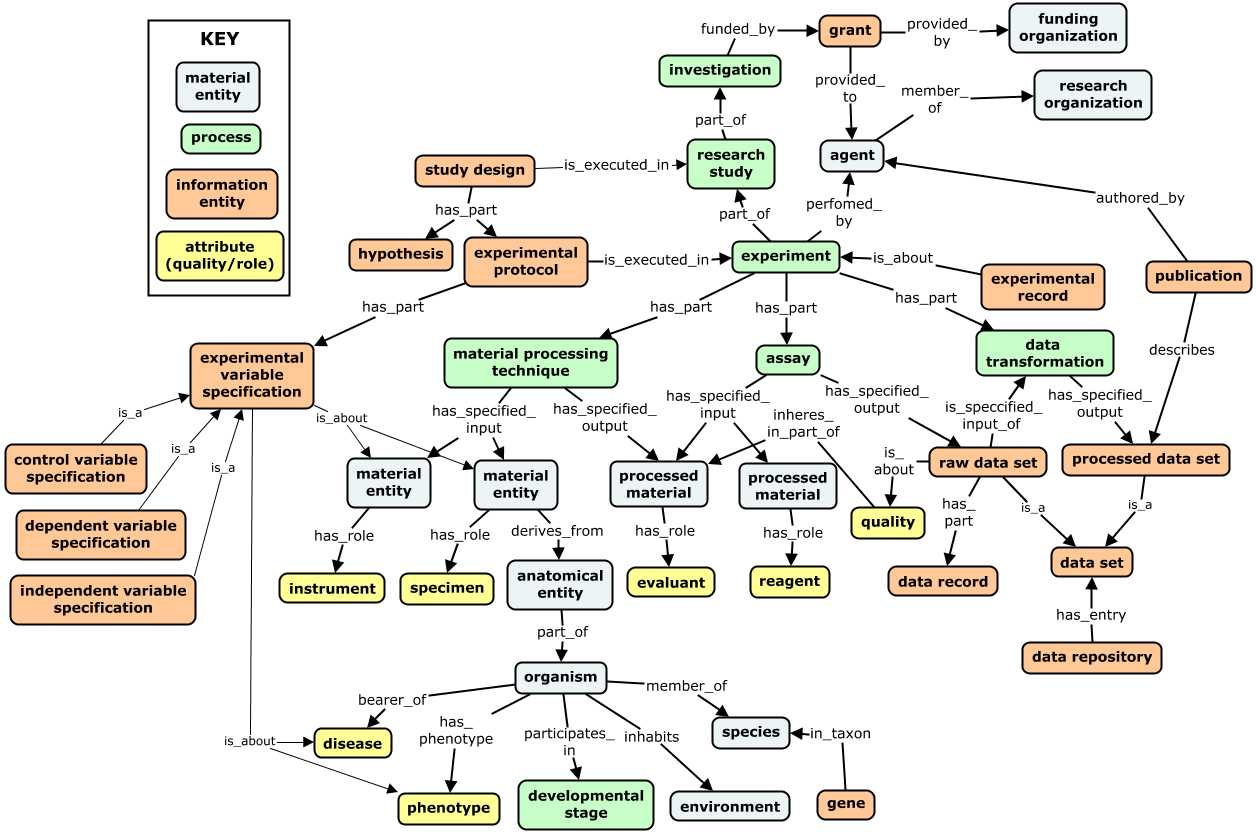 KEY
material
entity
process
information
entity
attribute
(quality/role)
funded_by
grant
provided_
by
funding
organization
investigation
provided_
to
member_
of
research
organization
part_of
study design
is_executed_in
research
study
agent
has_part
part_of
perfomed_
by
authored_by
hypothesis
experimental
protocol
is_executed_in
experiment
is_about
experimental
record
publication
has_part
has_part
has_part
has_part
experimental
variable
specification
material processing
technique
assay
data
transformation
describes
is_a
is_about
has_specified_
input
has_specified_
output
has_specified_
input
inheres_
in_part_of
has_specified_
output
is_speccified_
input_of
has_specified_
output
control variable
specification
is_a
is_a
material
entity
material
entity
processed
material
processed
material
is_
about
raw data set
processed data set
dependent variable
specification
has_role
has_role
derives_from
has_role
has_role
quality
has_
part
is_a
is_a
independent variable
specification
instrument
specimen
anatomical
entity
evaluant
reagent
data record
data set
part_of
has_entry
organism
data repository
bearer_of
member_of
has_
phenotype
participates_
in
inhabits
species
in_taxon
is_about
disease
phenotype
developmental
stage
environment
gene